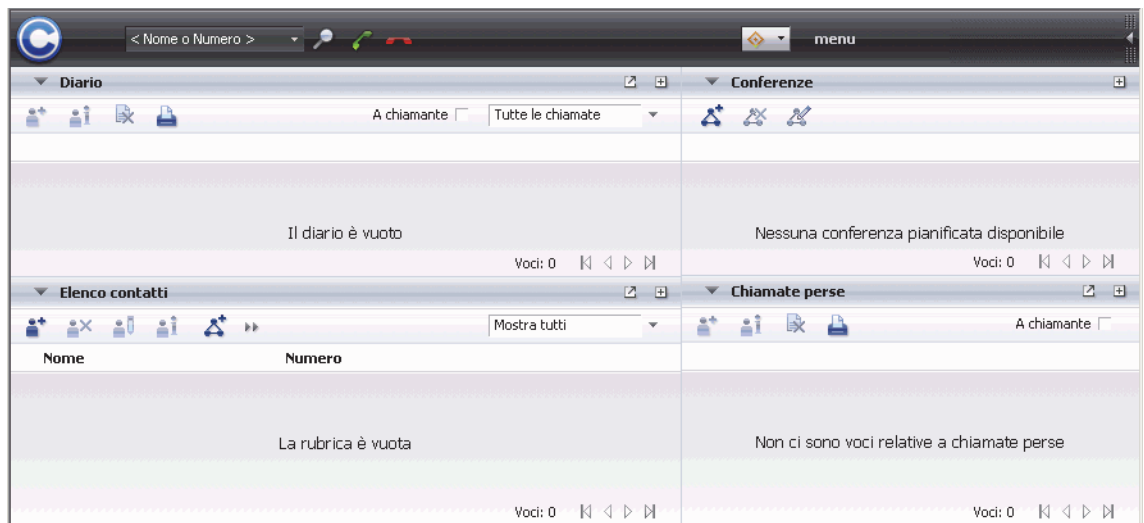 C
< Nome o Numero >
menu
Diario
A chiamante
Tutte le chiamate
Il diario è vuoto
Voci: 0
Conferenze
Nessuna conferenza pianificata disponibile
Voci: 0
Elenco contatti
Mostra tutti
Nome Numero
La rubrica è vuota
Voci: 0
Chiamate perse
A chiamante
Non ci sono voci relative a chiamate perse
Voci: 0